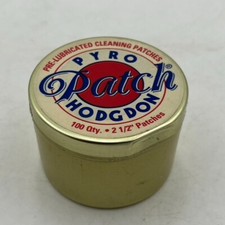 PRE-LUBRICATED CLEANING PATCHES
PYRO
Patch®
HODGDON
100 Qty. • 2 1/2" Patches